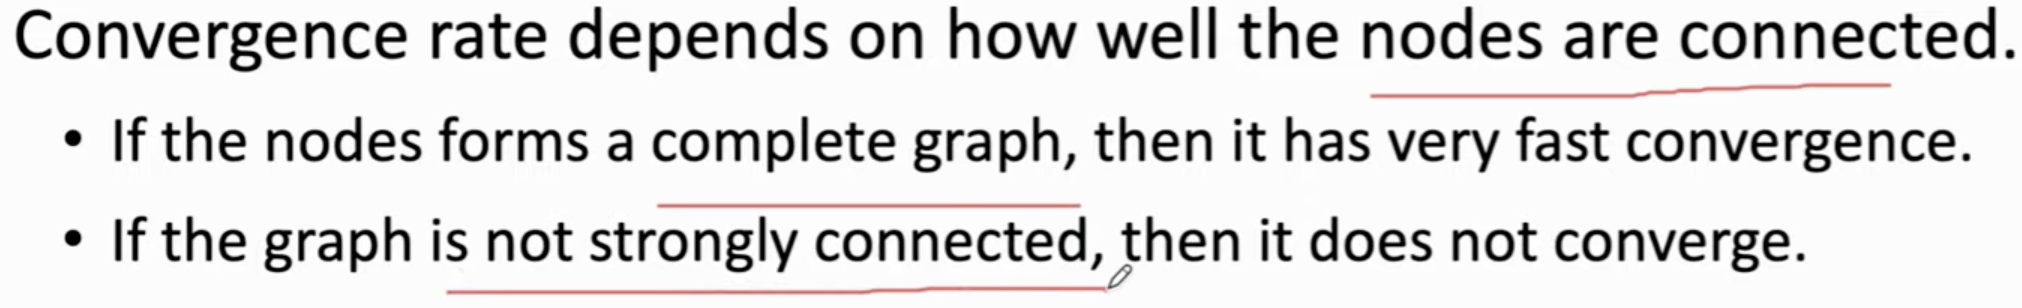 Convergence rate depends on how well the nodes are connected.
• If the nodes forms a complete graph, then it has very fast convergence.
• If the graph is not strongly connected, then it does not converge.